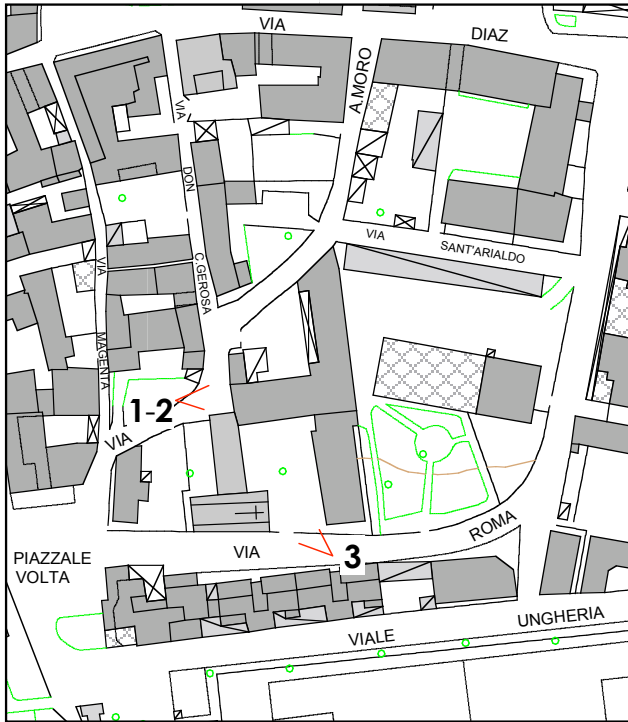 VIA DIAZ
A.MORO
VIA DON C.GEROSA
VIA SANT'ARIALDO
VIA MAGENTA
1-2
VIA
3
VIA ROMA
PIAZZALE
VOLTA
VIALE UNGHERIA